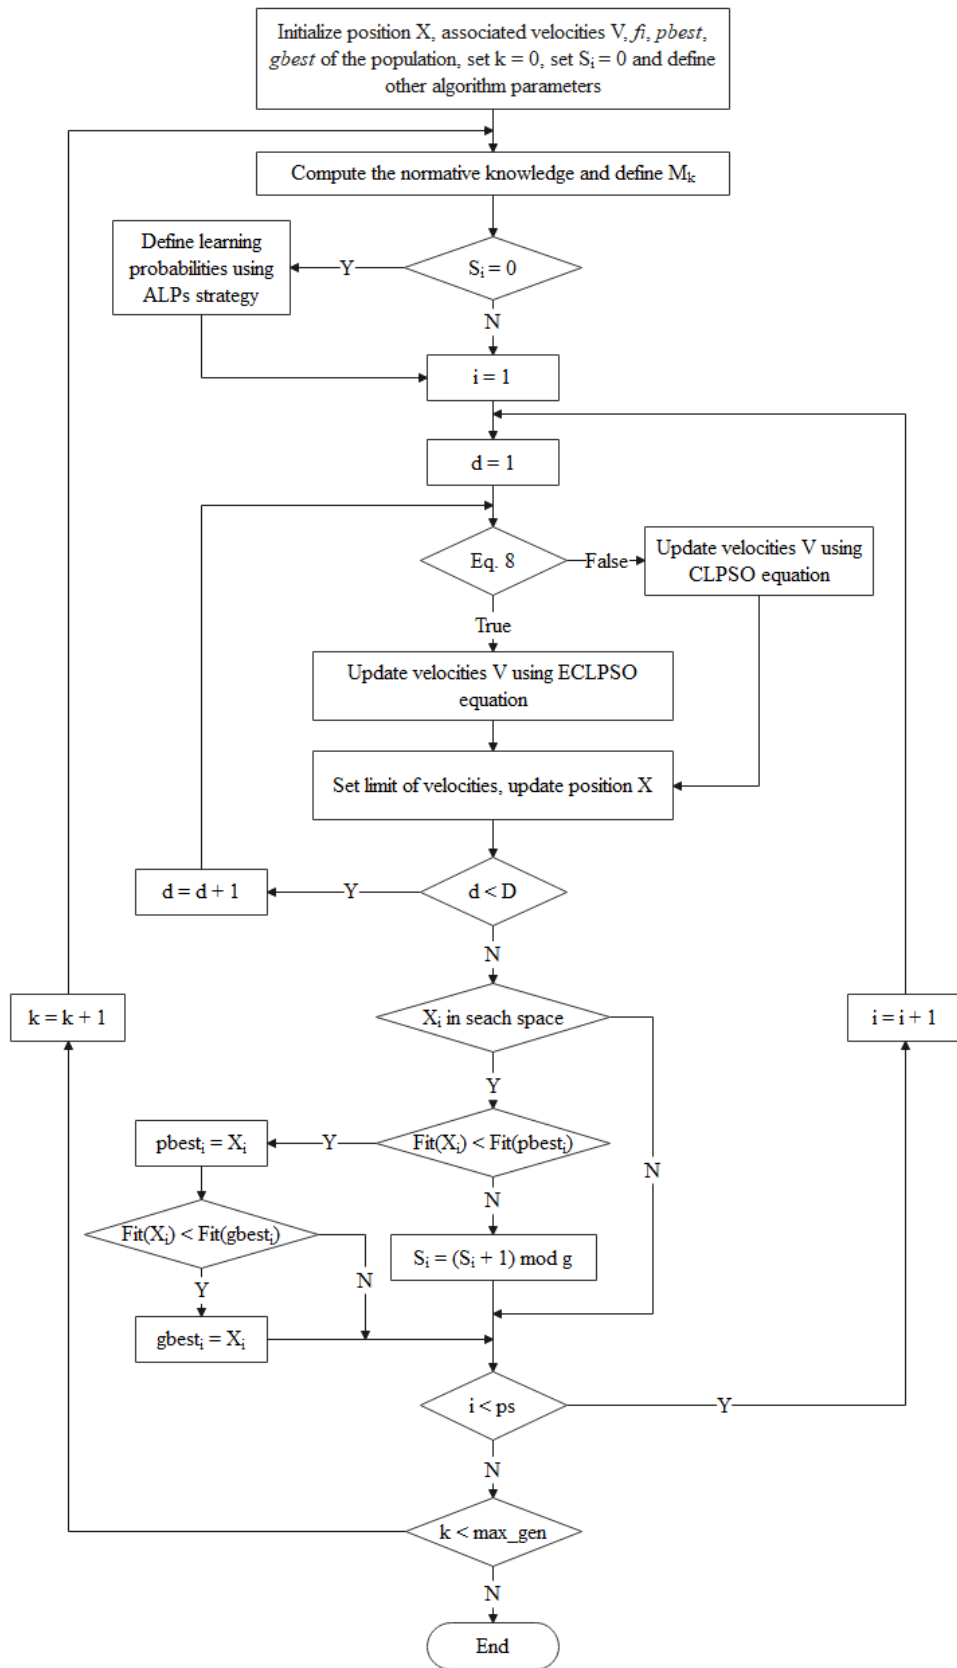 Initialize position X, associated velocities V, fi, pbest,
gbest of the population, set k = 0, set Si = 0 and define
other algorithm parameters
Compute the normative knowledge and define Mk
Define learning
probabilities using
ALPs strategy
Y
Si = 0
N
i = 1
d = 1
Eq. 8
False
Update velocities V using
CLPSO equation
True
Update velocities V using ECLPSO
equation
Set limit of velocities, update position X
d = d + 1
Y
d < D
N
k = k + 1
Xi in seach space
i = i + 1
Y
pbesti = Xi
Y
Fit(Xi) < Fit(pbesti)
N
N
Fit(Xi) < Fit(gbesti)
Si = (Si + 1) mod g
N
Y
gbesti = Xi
i < ps
Y
N
k < max_gen
N
End